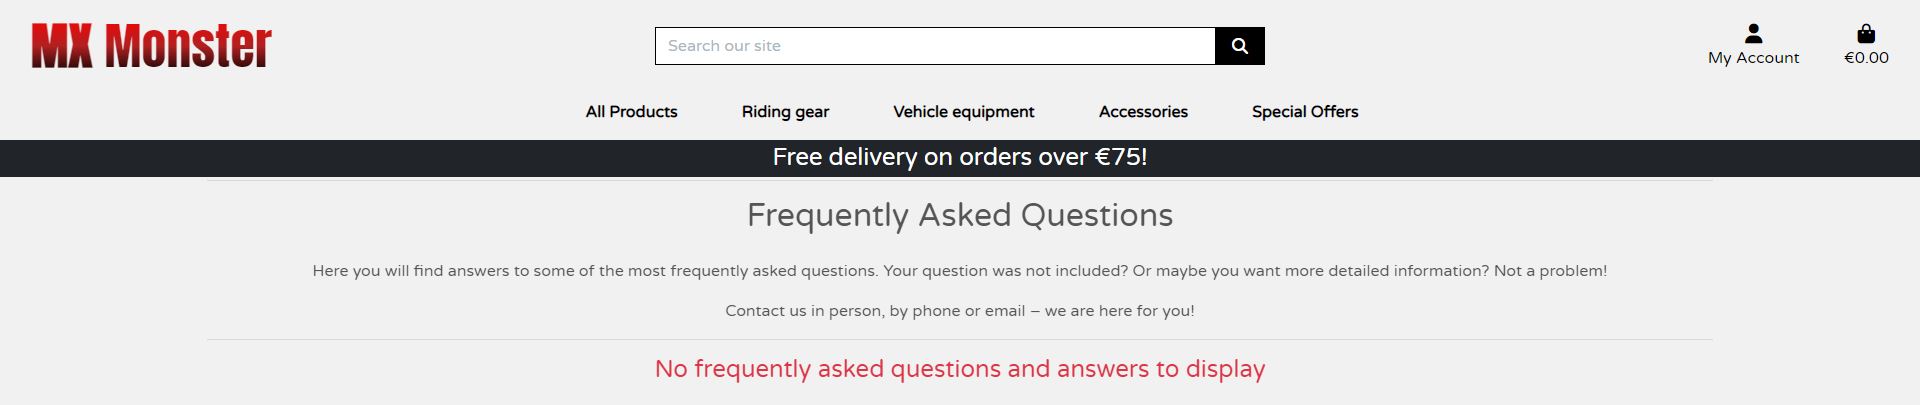 MX Monster
Search our site
My Account
€0.00
All Products
Riding gear
Vehicle equipment
Accessories
Special Offers
Free delivery on orders over €75!
Frequently Asked Questions
Here you will find answers to some of the most frequently asked questions. Your question was not included? Or maybe you want more detailed information? Not a problem!
Contact us in person, by phone or email – we are here for you!
No frequently asked questions and answers to display